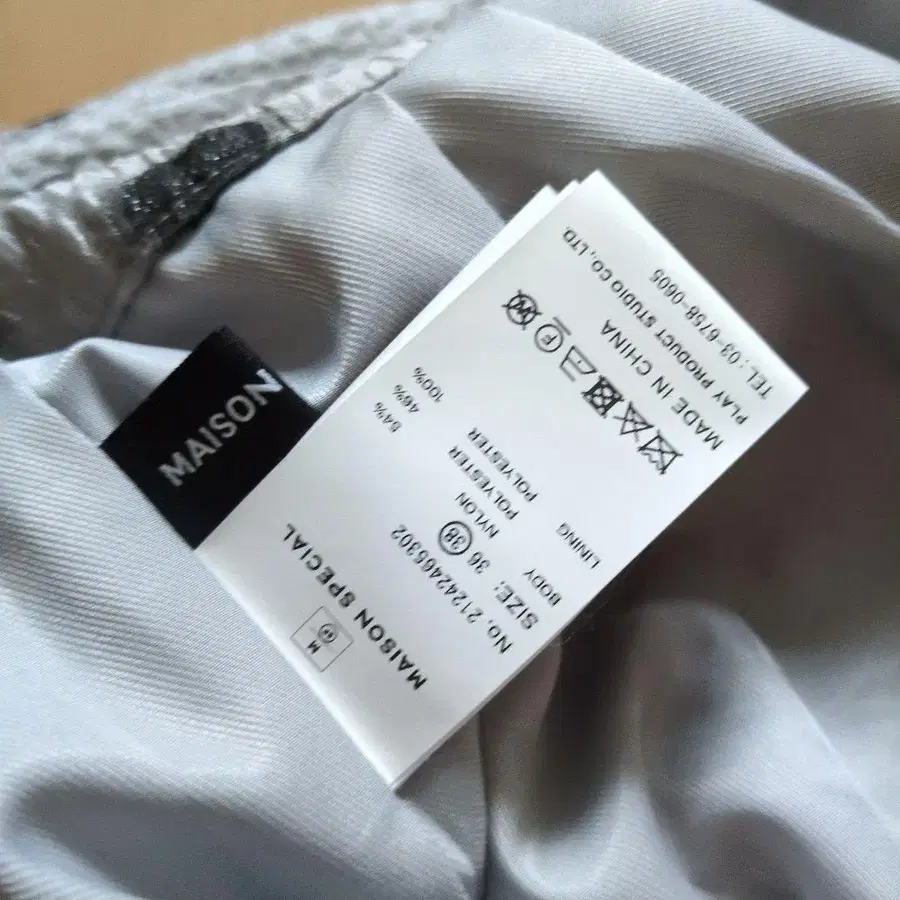 MAISON
M
MAISON SPECIAL
No. 21242465302
SIZE: 36 38
BODY NYLON 54%
POLYESTER 46%
LINING POLYESTER 100%
W F
MADE IN CHINA
PLAY PRODUCT STUDIO CO., LTD.
TEL: 03-6758-0605